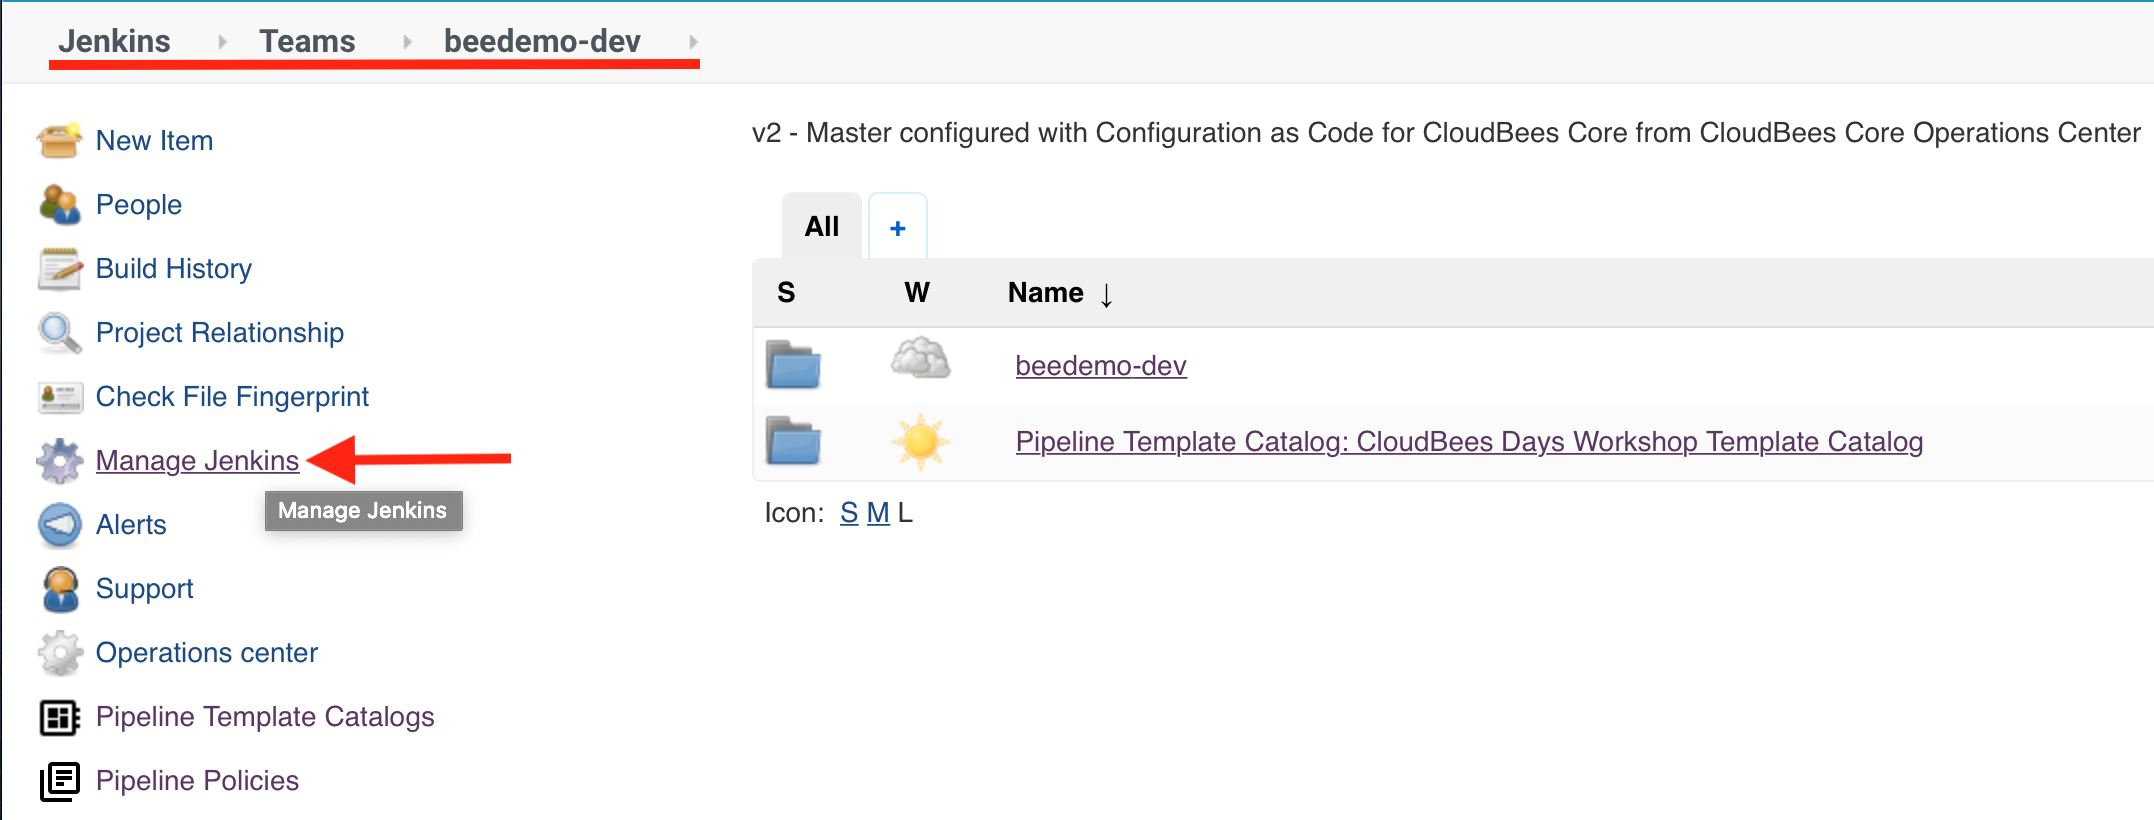 Jenkins Teams beedemo-dev
New Item
People
Build History
Project Relationship
Check File Fingerprint
Manage Jenkins
Manage Jenkins
Alerts
Support
Operations center
Pipeline Template Catalogs
Pipeline Policies
v2 - Master configured with Configuration as Code for CloudBees Core from CloudBees Core Operations Center
All +
S W Name ↓
beedemo-dev
Pipeline Template Catalog: CloudBees Days Workshop Template Catalog
Icon: S M L